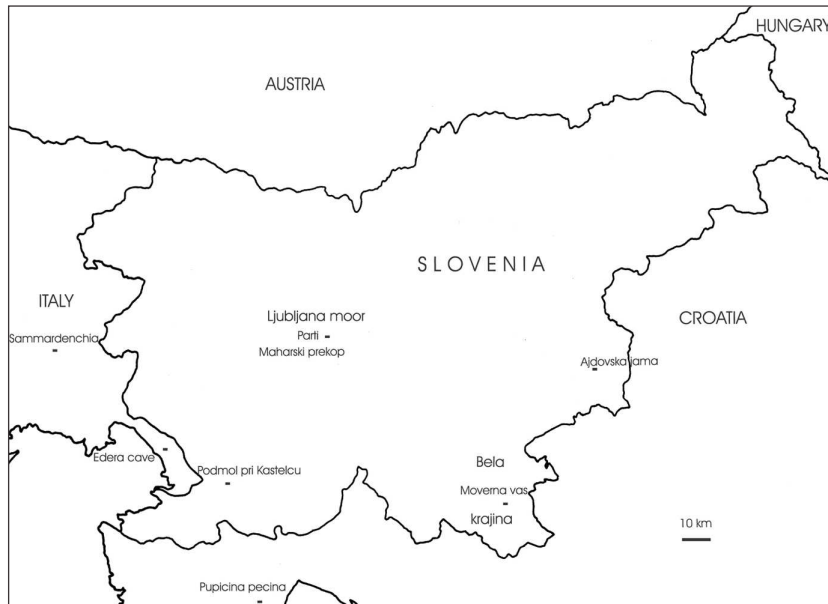 HUNGARY
AUSTRIA
SLOVENIA
ITALY
Ljubljana moor
CROATIA
Sammardenchia
Parti
Maharski prekop
Ajdovska jama
Edera cave
Bela
Podmol pri Kastelcu
Moverna vas
krajina
10 km
Pupicina pecina